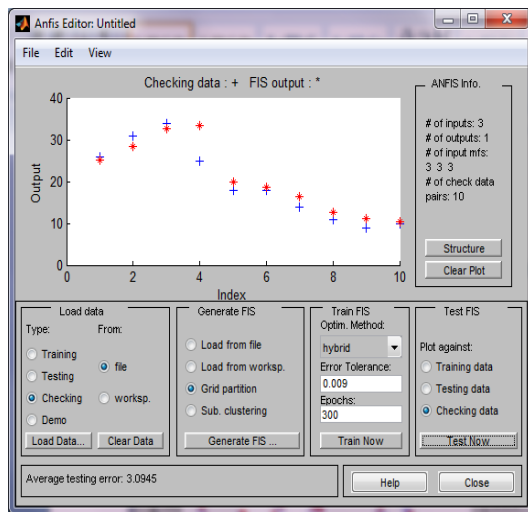 Anfis Editor: Untitled
File Edit View
Checking data : + FIS output : *
40
30
20
10
0
Output
0 2 4 6 8 10
Index
ANFIS Info.
# of inputs: 3
# of outputs: 1
# of input mfs:
3 3 3
# of check data
pairs: 10
Structure
Clear Plot
Load data
Type: From:
Training
Testing
Checking
Demo
file
worksp.
Load Data...
Clear Data
Generate FIS
Load from file
Load from worksp.
Grid partition
Sub. clustering
Generate FIS ...
Train FIS
Optim. Method:
hybrid
Error Tolerance:
0.009
Epochs:
300
Train Now
Test FIS
Plot against:
Training data
Testing data
Checking data
Test Now
Average testing error: 3.0945
Help
Close